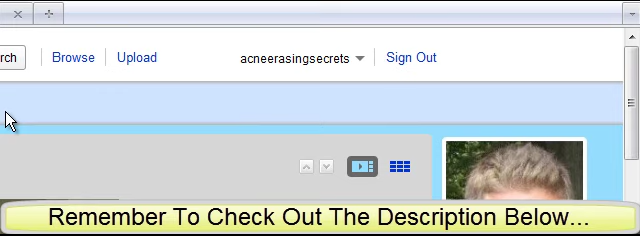 rch Browse Upload acneerasingsecrets Sign Out
Remember To Check Out The Description Below...